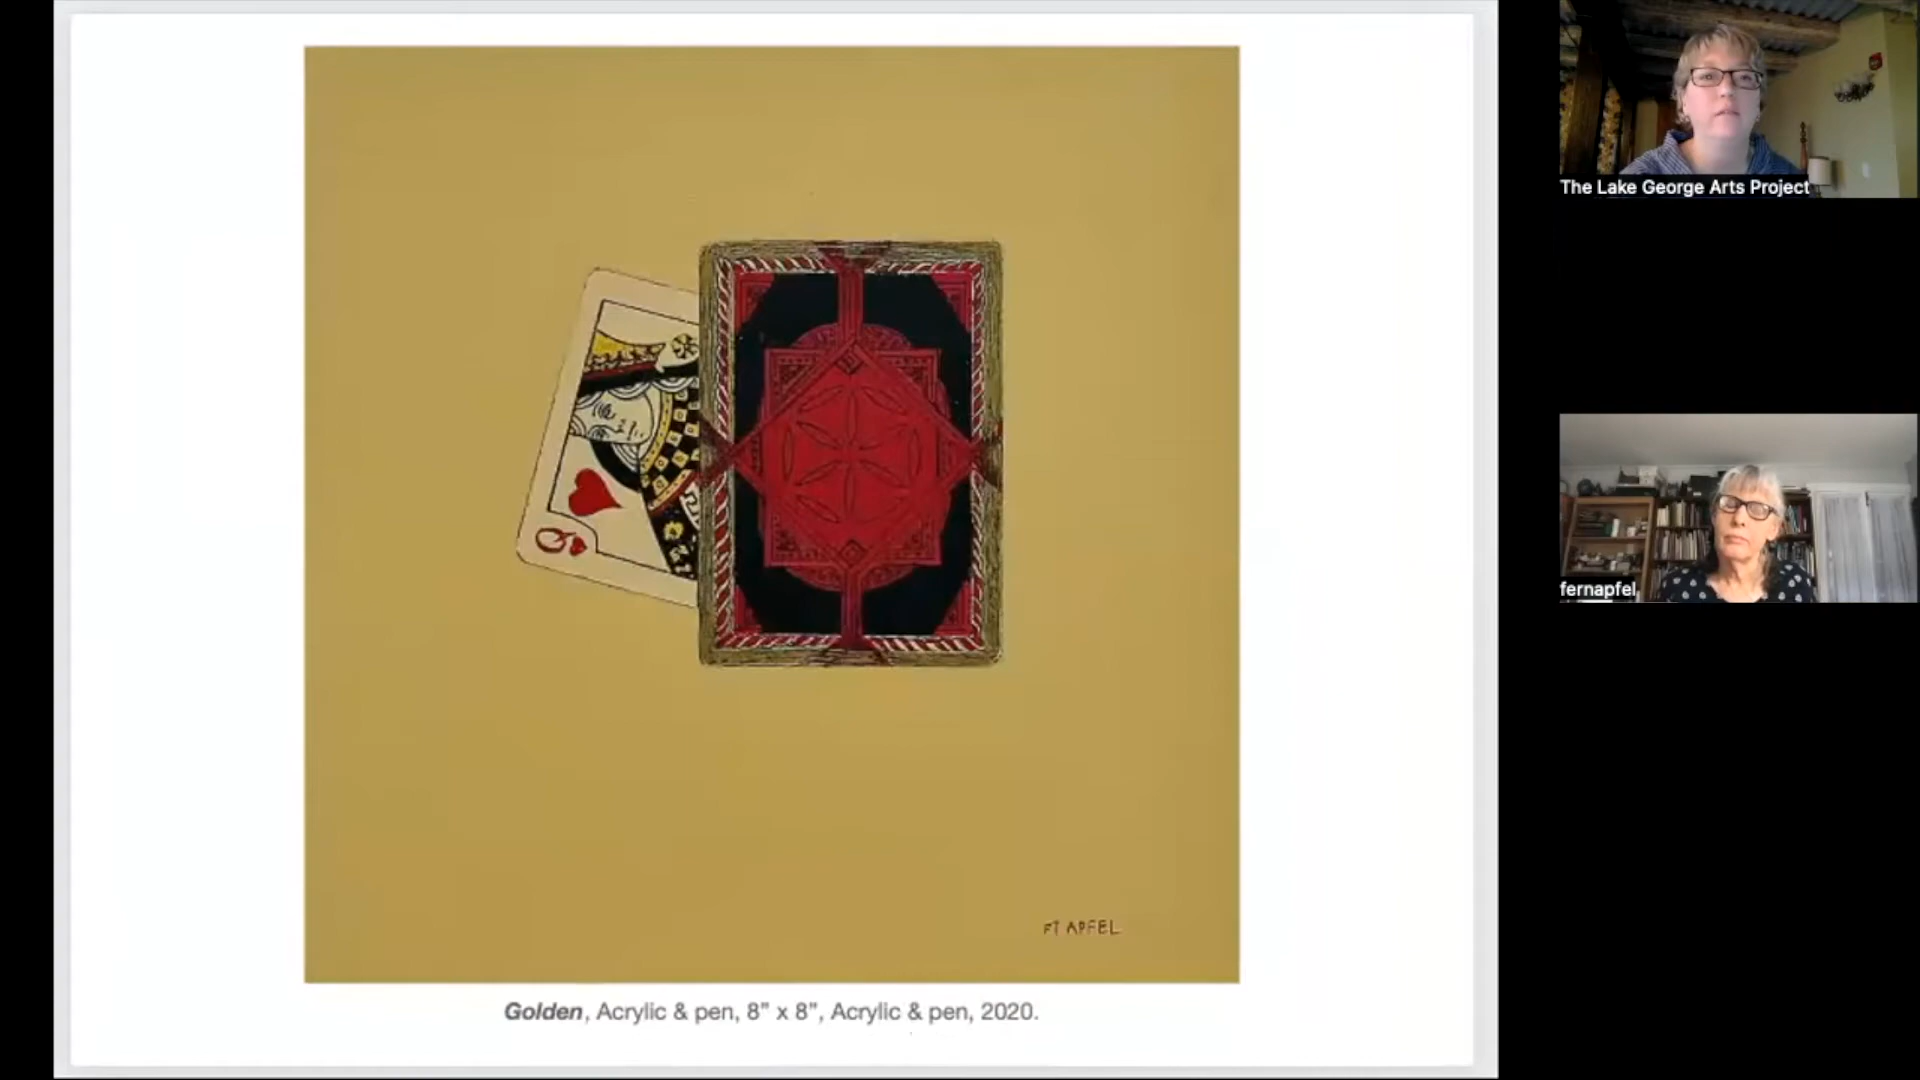 The Lake George Arts Project
Q
fernapfel
FT APFEL
Golden, Acrylic & pen, 8” x 8”, Acrylic & pen, 2020.